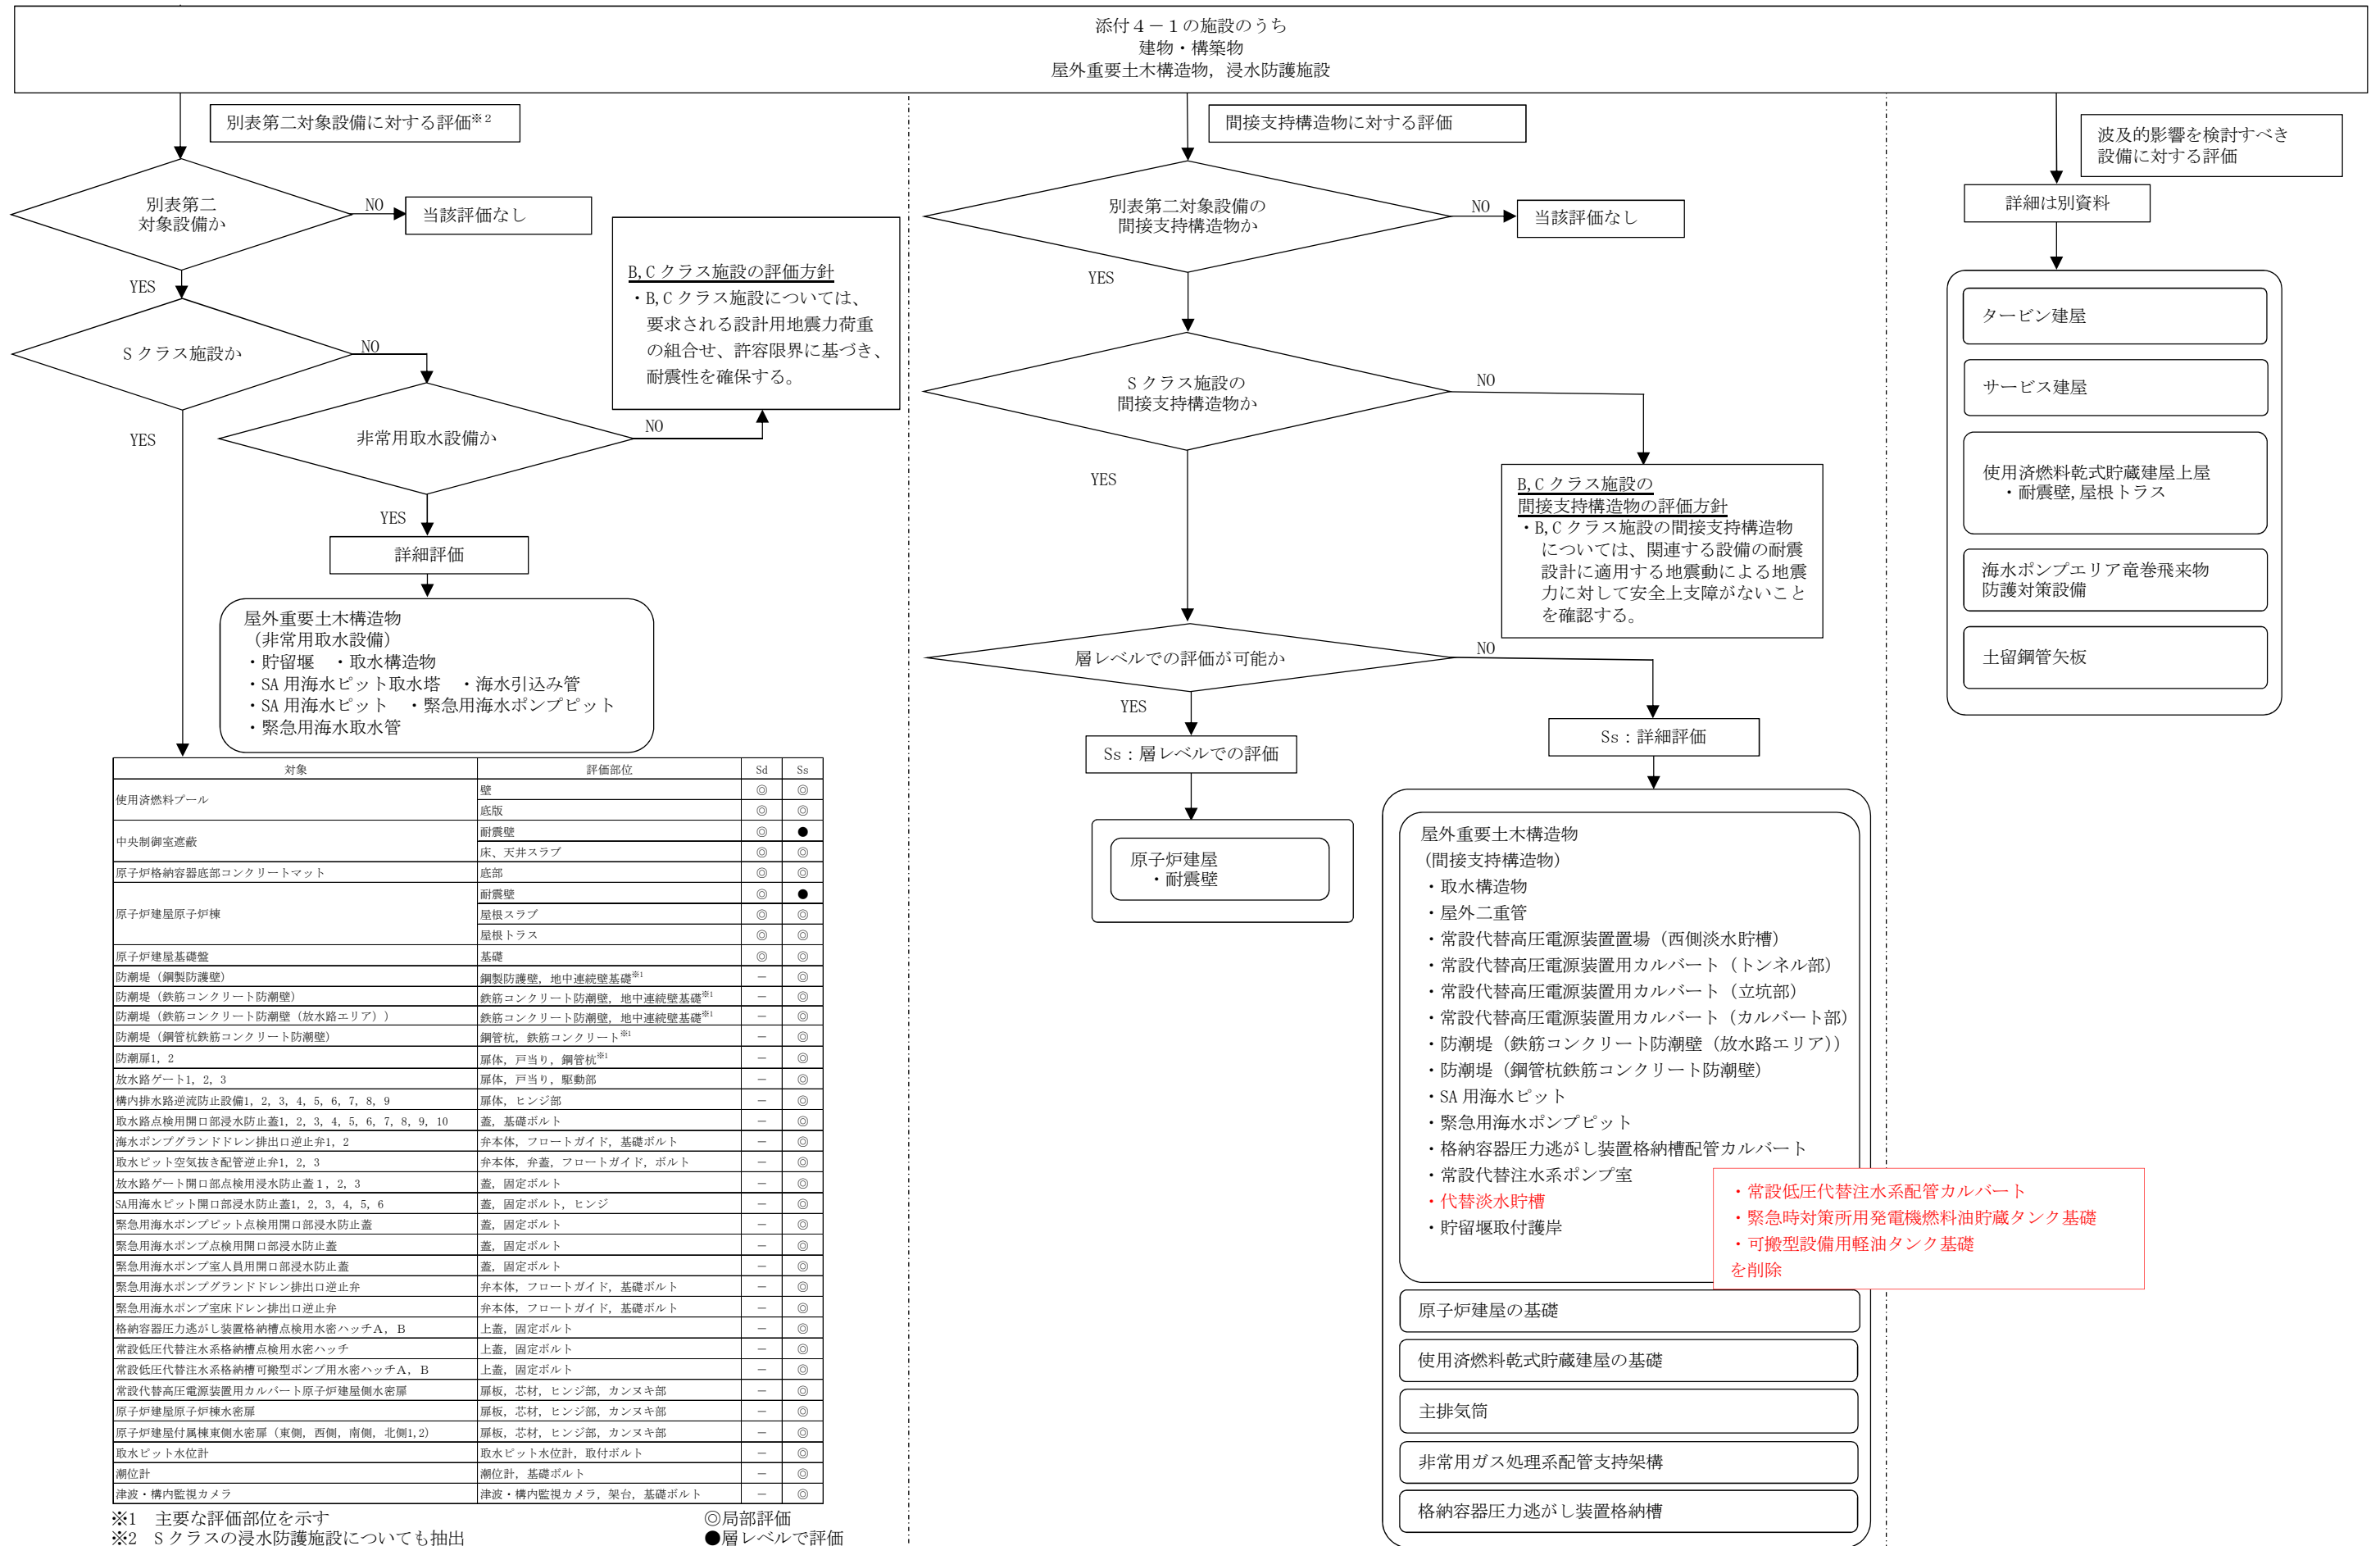 添付４－１の施設のうち
建物・構築物
屋外重要土木構造物，浸水防護施設
別表第二対象設備に対する評価※２
別表第二
対象設備か
NO
当該評価なし
YES
Ｓクラス施設か
NO
YES
非常用取水設備か
NO
B,Cクラス施設の評価方針
・B,Cクラス施設については、
要求される設計用地震力荷重
の組合せ、許容限界に基づき、
耐震性を確保する。
YES
詳細評価
屋外重要土木構造物
（非常用取水設備）
・貯留堰　・取水構造物
・SA用海水ピット取水塔　・海水引込み管
・SA用海水ピット　・緊急用海水ポンプピット
・緊急用海水取水管
対象 評価部位 Sd Ss
使用済燃料プール 壁 ◎ ◎
底版 ◎ ◎
中央制御室遮蔽 耐震壁 ◎ ●
床、天井スラブ ◎ ◎
原子炉格納容器底部コンクリートマット 底部 ◎ ◎
原子炉建屋原子炉棟 耐震壁 ◎ ●
屋根スラブ ◎ ◎
屋根トラス ◎ ◎
原子炉建屋基礎盤 基礎 ◎ ◎
防潮堤（鋼製防護壁） 鋼製防護壁，地中連続壁基礎※1 － ◎
防潮堤（鉄筋コンクリート防潮壁） 鉄筋コンクリート防潮壁，地中連続壁基礎※1 － ◎
防潮堤（鉄筋コンクリート防潮壁（放水路エリア）） 鉄筋コンクリート防潮壁，地中連続壁基礎※1 － ◎
防潮堤（鋼管杭鉄筋コンクリート防潮壁） 鋼管杭，鉄筋コンクリート※1 － ◎
防潮扉1，2 扉体，戸当り，鋼管杭※1 － ◎
放水路ゲート1，2，3 扉体，戸当り，駆動部 － ◎
構内排水路逆流防止設備1，2，3，4，5，6，7，8，9 扉体，ヒンジ部 － ◎
取水路点検用開口部浸水防止蓋1，2，3，4，5，6，7，8，9，10 蓋，基礎ボルト － ◎
海水ポンプグランドドレン排出口逆止弁1，2 弁本体，フロートガイド，基礎ボルト － ◎
取水ピット空気抜き配管逆止弁1，2，3 弁本体，弁蓋，フロートガイド，ボルト － ◎
放水路ゲート開口部点検用浸水防止蓋１，2，3 蓋，固定ボルト － ◎
SA用海水ピット開口部浸水防止蓋1，2，3，4，5，6 蓋，固定ボルト，ヒンジ － ◎
緊急用海水ポンプピット点検用開口部浸水防止蓋 蓋，固定ボルト － ◎
緊急用海水ポンプ点検用開口部浸水防止蓋 蓋，固定ボルト － ◎
緊急用海水ポンプ室人員用開口部浸水防止蓋 蓋，固定ボルト － ◎
緊急用海水ポンプグランドドレン排出口逆止弁 弁本体，フロートガイド，基礎ボルト － ◎
緊急用海水ポンプ室床ドレン排出口逆止弁 弁本体，フロートガイド，基礎ボルト － ◎
格納容器圧力逃がし装置格納槽点検用水密ハッチＡ，Ｂ 上蓋，固定ボルト － ◎
常設低圧代替注水系格納槽点検用水密ハッチ 上蓋，固定ボルト － ◎
常設低圧代替注水系格納槽可搬型ポンプ用水密ハッチＡ，Ｂ 上蓋，固定ボルト － ◎
常設代替高圧電源装置用カルバート原子炉建屋側水密扉 扉板，芯材，ヒンジ部，カンヌキ部 － ◎
原子炉建屋原子炉棟水密扉 扉板，芯材，ヒンジ部，カンヌキ部 － ◎
原子炉建屋付属棟東側水密扉（東側，西側，南側，北側1,2） 扉板，芯材，ヒンジ部，カンヌキ部 － ◎
取水ピット水位計 取水ピット水位計，取付ボルト － ◎
潮位計 潮位計，基礎ボルト － ◎
津波・構内監視カメラ 津波・構内監視カメラ，架台，基礎ボルト － ◎
※1　主要な評価部位を示す
※2　Ｓクラスの浸水防護施設についても抽出
◎局部評価
●層レベルで評価
間接支持構造物に対する評価
別表第二対象設備の
間接支持構造物か
NO
当該評価なし
YES
Ｓクラス施設の
間接支持構造物か
NO
YES
B,Cクラス施設の
間接支持構造物の評価方針
・B,Cクラス施設の間接支持構造物
については、関連する設備の耐震
設計に適用する地震動による地震
力に対して安全上支障がないこと
を確認する。
層レベルでの評価が可能か
NO
YES
Ss：層レベルでの評価
原子炉建屋
・耐震壁
Ss：詳細評価
屋外重要土木構造物
（間接支持構造物）
・取水構造物
・屋外二重管
・常設代替高圧電源装置置場（西側淡水貯槽）
・常設代替高圧電源装置用カルバート（トンネル部）
・常設代替高圧電源装置用カルバート（立坑部）
・常設代替高圧電源装置用カルバート（カルバート部）
・防潮堤（鉄筋コンクリート防潮壁（放水路エリア））
・防潮堤（鋼管杭鉄筋コンクリート防潮壁）
・SA用海水ピット
・緊急用海水ポンプピット
・格納容器圧力逃がし装置格納槽配管カルバート
・常設代替注水系ポンプ室
・代替淡水貯槽
・貯留堰取付護岸
・常設低圧代替注水系配管カルバート
・緊急時対策所用発電機燃料油貯蔵タンク基礎
・可搬型設備用軽油タンク基礎
を削除
原子炉建屋の基礎
使用済燃料乾式貯蔵建屋の基礎
主排気筒
非常用ガス処理系配管支持架構
格納容器圧力逃がし装置格納槽
波及的影響を検討すべき
設備に対する評価
詳細は別資料
タービン建屋
サービス建屋
使用済燃料乾式貯蔵建屋上屋
・耐震壁,屋根トラス
海水ポンプエリア竜巻飛来物
防護対策設備
土留鋼管矢板